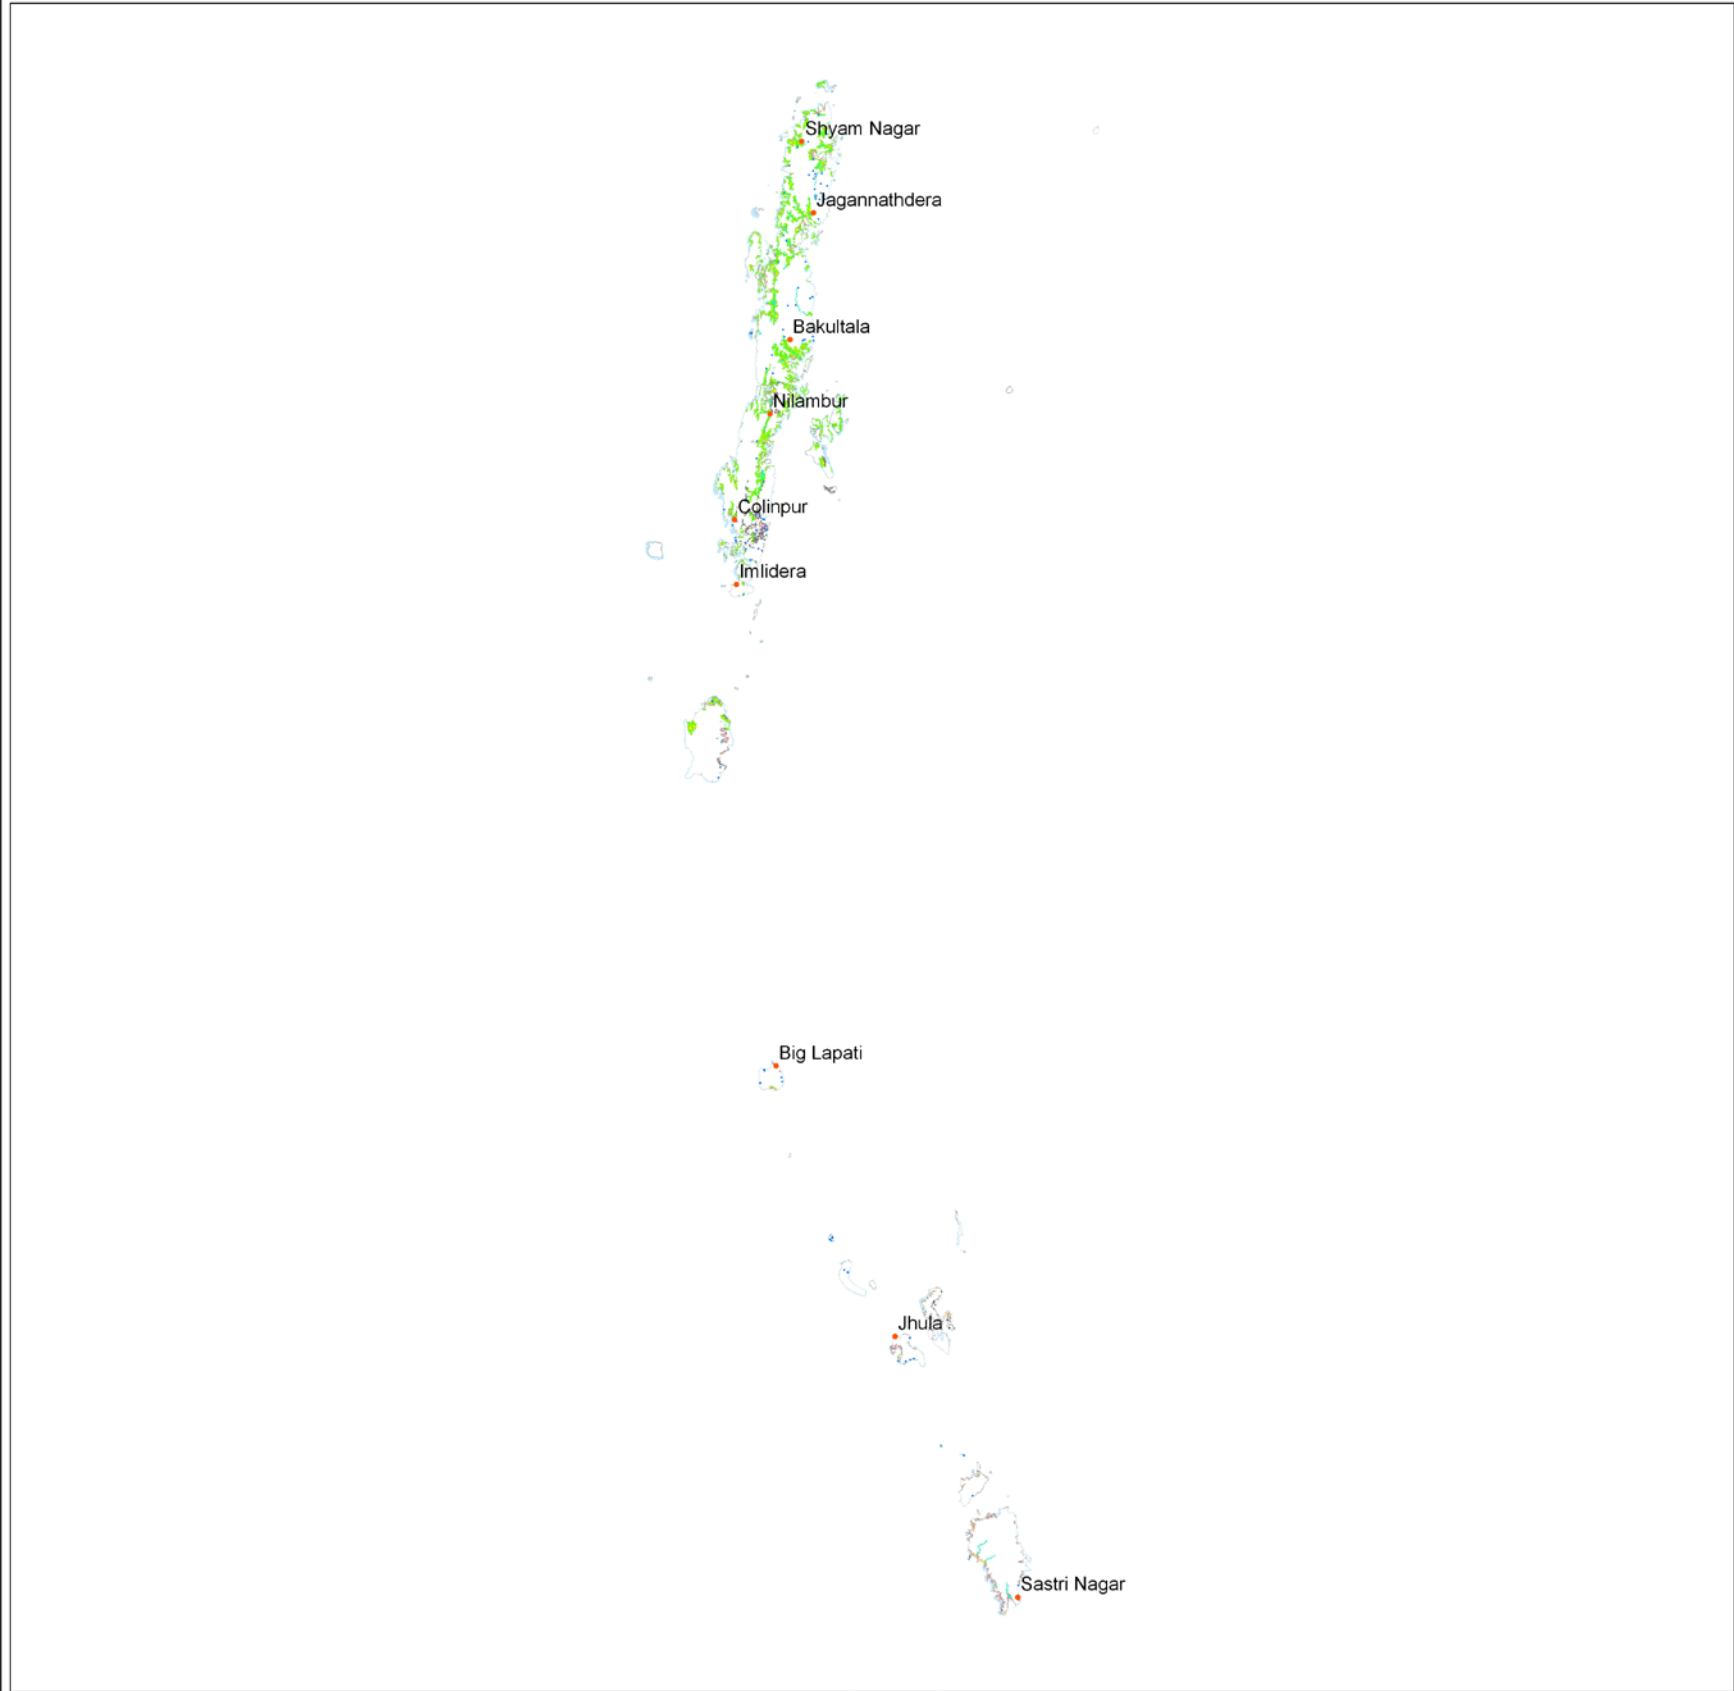 Shyam Nagar
Jagannathdera
Bakultala
Nilambur
Colinpur
Imlidera
Big Lapati
Jhula
Sastri Nagar